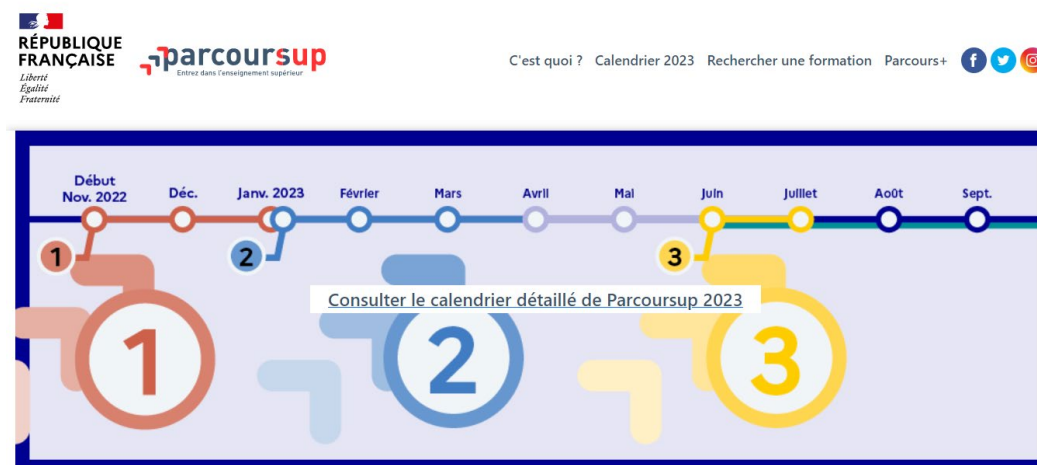 RÉPUBLIQUE
FRANÇAISE
Liberté
Égalité
Fraternité
parcoursup
Entrez dans l'enseignement supérieur
C'est quoi ? Calendrier 2023 Rechercher une formation Parcours+
Début
Nov. 2022 Déc. Janv. 2023 Février Mars Avril Mai Juin Juillet Août Sept.
1 2 3
Consulter le calendrier détaillé de Parcoursup 2023
1 2 3